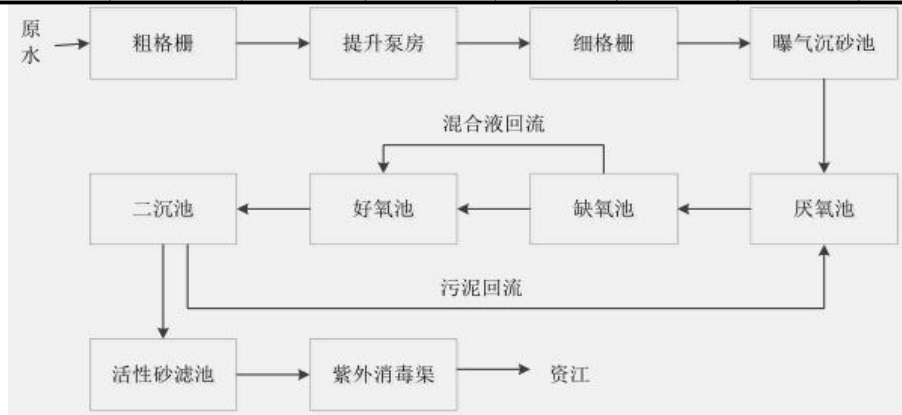 原水
粗格栅
提升泵房
细格栅
曝气沉砂池
混合液回流
二沉池
好氧池
缺氧池
厌氧池
污泥回流
活性砂滤池
紫外消毒渠
资江